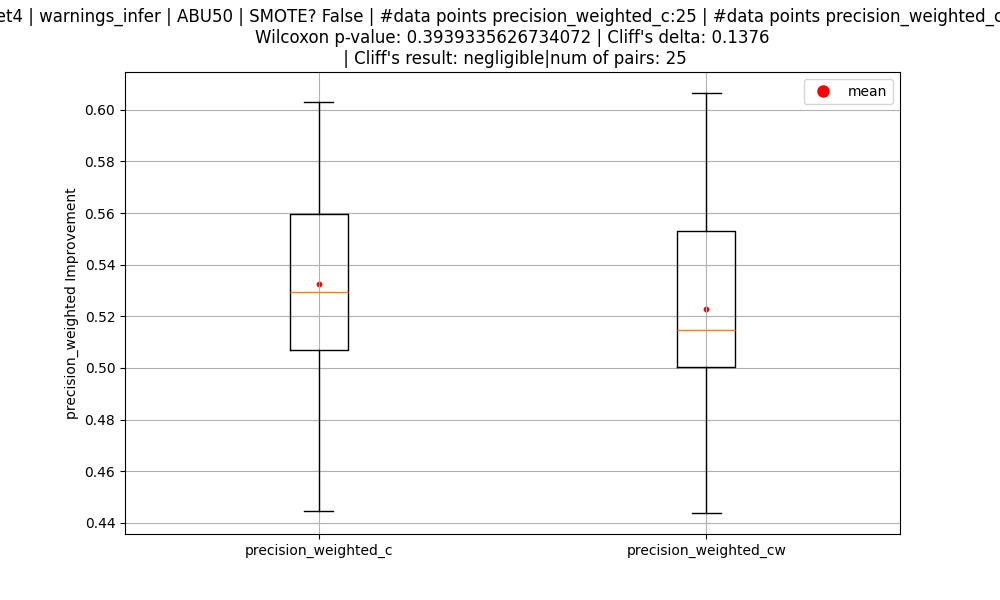 | warnings_infer | ABU50 | SMOTE? False | #data points precision_weighted_c:25 | #data points
Wilcoxon p-value: 0.3939335626734072 | Cliff's delta: 0.1376
| Cliff's result: negligible|num of pairs: 25
mean
0.60
0.58
0.56
0.54
0.52
0.50
0.48
0.46
0.44
precision_weighted Improvement
precision_weighted_c
precision_weighted_cw